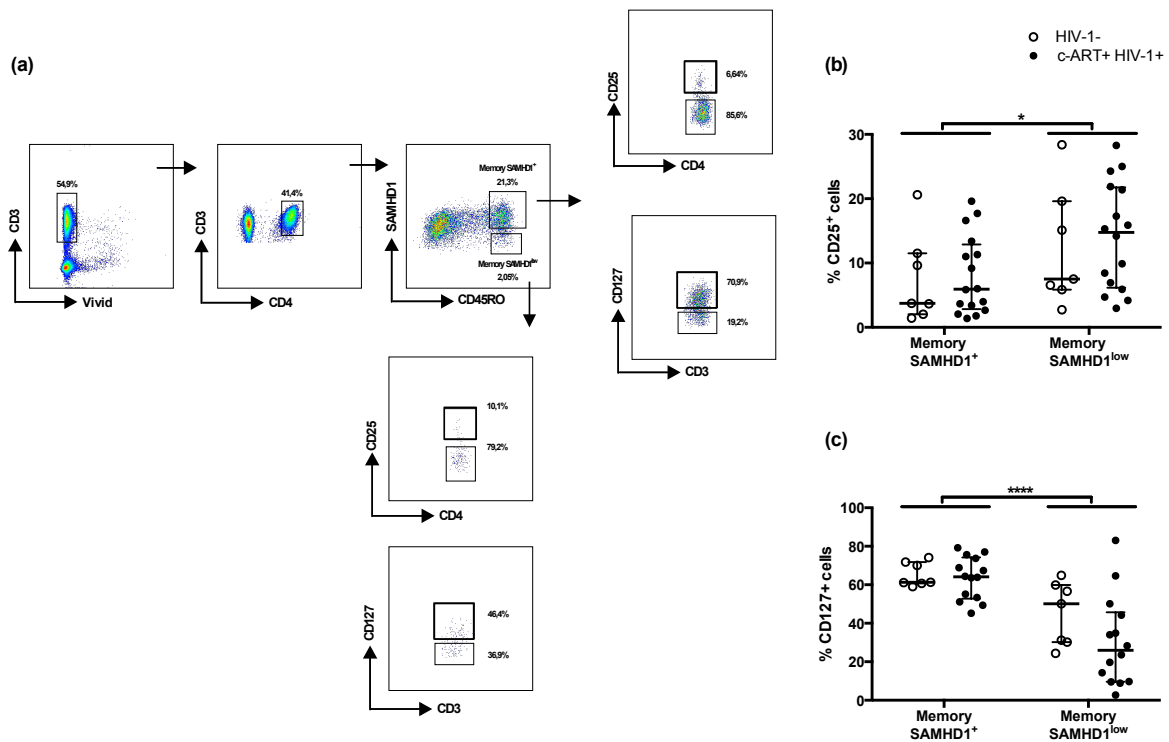 (a)
54,9%
CD3
Vivid
41,4%
CD3
CD4
Memory SAMHDI⁺
21,3%
Memory SAMHDIˡᵒʷ
2,05%
SAMHD1
CD45RO
6,64%
85,6%
CD25
CD4
70,9%
19,2%
CD127
CD3
10,1%
79,2%
CD25
CD4
46,4%
36,9%
CD127
CD3
HIV-1-
c-ART+ HIV-1+
(b)
*
30
20
10
0
% CD25⁺ cells
Memory
SAMHD1⁺
Memory
SAMHD1ˡᵒʷ
(c)
****
100
80
60
40
20
0
% CD127+ cells
Memory
SAMHD1⁺
Memory
SAMHD1ˡᵒʷ